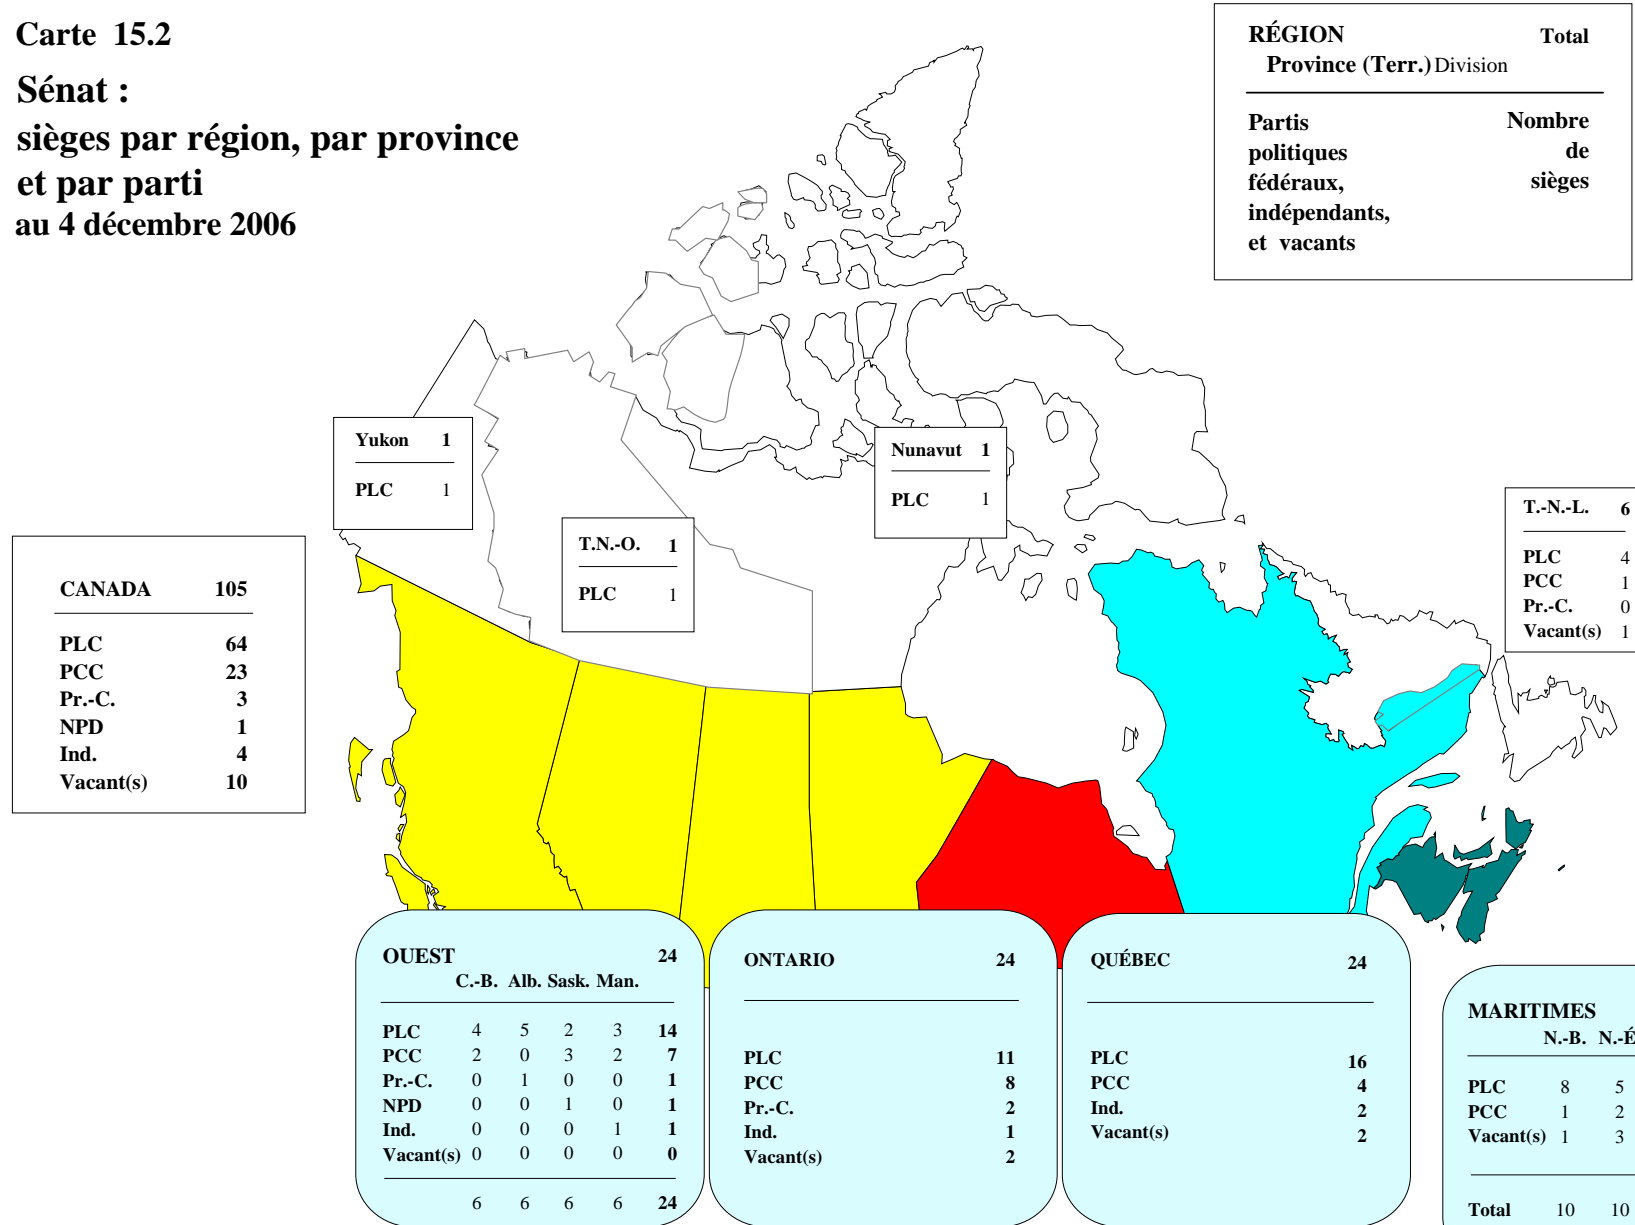 Carte 15.2
Sénat :
sièges par région, par province
et par parti
au 4 décembre 2006
RÉGION Total
Province (Terr.) Division
Partis Nombre
politiques de
fédéraux, sièges
indépendants,
et vacants
Yukon 1
PLC 1
Nunavut 1
PLC 1
T.N.-O. 1
PLC 1
T.-N.-L. 6
PLC 4
PCC 1
Pr.-C. 0
Vacant(s) 1
CANADA 105
PLC 64
PCC 23
Pr.-C. 3
NPD 1
Ind. 4
Vacant(s) 10
OUEST 24
C.-B. Alb. Sask. Man.
PLC 4 5 2 3 14
PCC 2 0 3 2 7
Pr.-C. 0 1 0 0 1
NPD 0 0 1 0 1
Ind. 0 0 0 1 1
Vacant(s) 0 0 0 0 0
6 6 6 6 24
ONTARIO 24
PLC 11
PCC 8
Pr.-C. 2
Ind. 1
Vacant(s) 2
QUÉBEC 24
PLC 16
PCC 4
Ind. 2
Vacant(s) 2
MARITIMES
N.-B. N.-É
PLC 8 5
PCC 1 2
Vacant(s) 1 3
Total 10 10